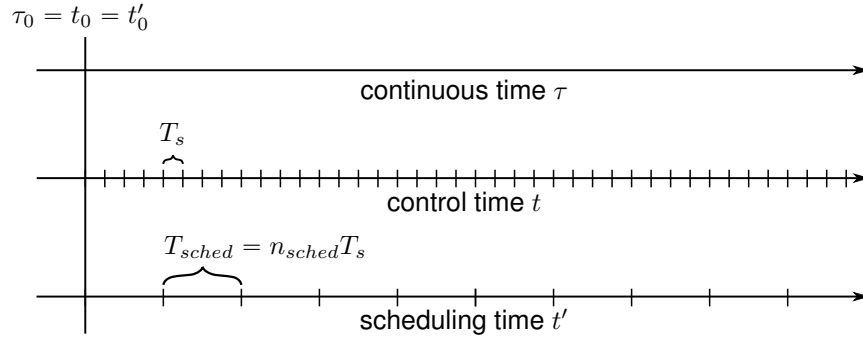 τ₀ = t₀ = t′₀
continuous time τ
Tₛ
control time t
T_sched = n_sched Tₛ
scheduling time t′